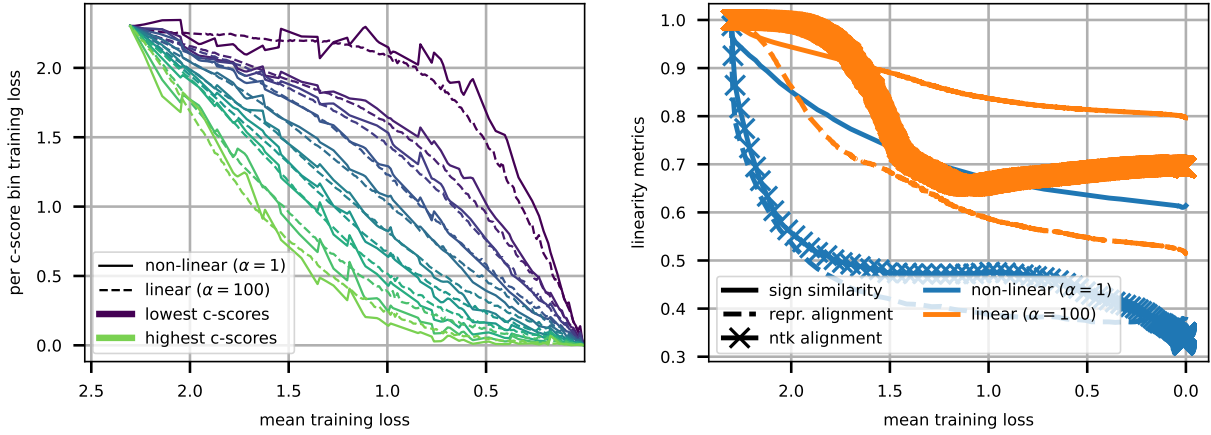 per c-score bin training loss
2.0
1.5
1.0
0.5
0.0
non-linear (α = 1)
linear (α = 100)
lowest c-scores
highest c-scores
2.5 2.0 1.5 1.0 0.5
mean training loss
linearity metrics
1.0
0.9
0.8
0.7
0.6
0.5
0.4
0.3
sign similarity
repr. alignment
ntk alignment
non-linear (α = 1)
linear (α = 100)
2.0 1.5 1.0 0.5 0.0
mean training loss